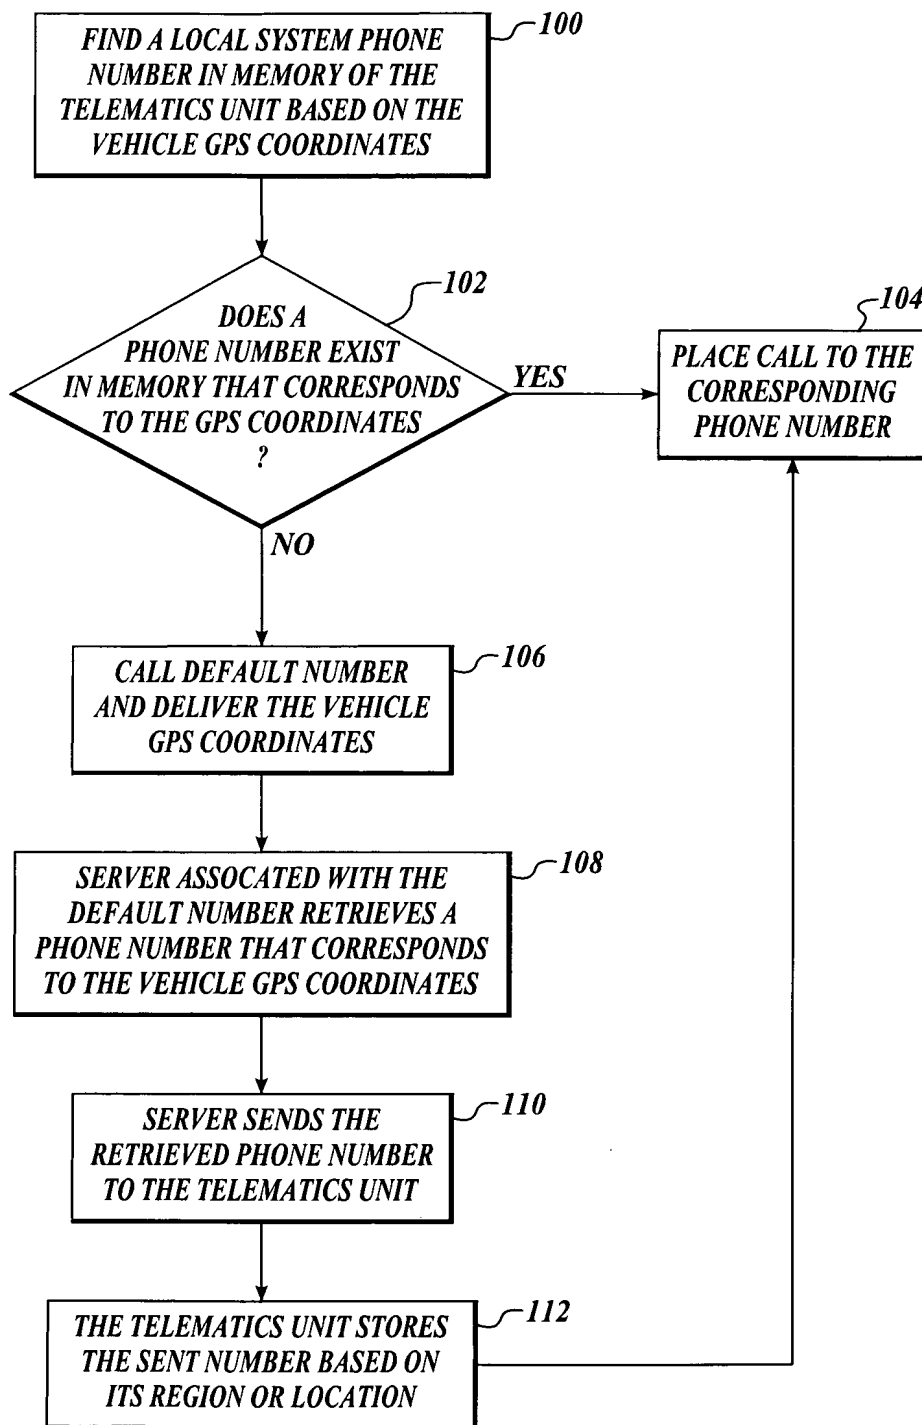 100
FIND A LOCAL SYSTEM PHONE
NUMBER IN MEMORY OF THE
TELEMATICS UNIT BASED ON THE
VEHICLE GPS COORDINATES
102
DOES A
PHONE NUMBER EXIST
IN MEMORY THAT CORRESPONDS
TO THE GPS COORDINATES
?
YES
104
PLACE CALL TO THE
CORRESPONDING
PHONE NUMBER
NO
106
CALL DEFAULT NUMBER
AND DELIVER THE VEHICLE
GPS COORDINATES
108
SERVER ASSOCATED WITH THE
DEFAULT NUMBER RETRIEVES A
PHONE NUMBER THAT CORRESPONDS
TO THE VEHICLE GPS COORDINATES
110
SERVER SENDS THE
RETRIEVED PHONE NUMBER
TO THE TELEMATICS UNIT
112
THE TELEMATICS UNIT STORES
THE SENT NUMBER BASED ON
ITS REGION OR LOCATION